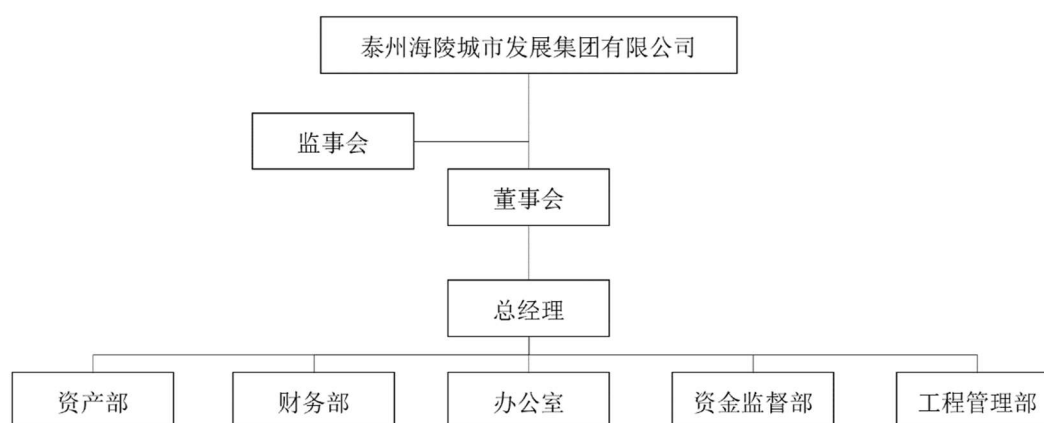 泰州海陵城市发展集团有限公司
监事会
董事会
总经理
资产部
财务部
办公室
资金监督部
工程管理部